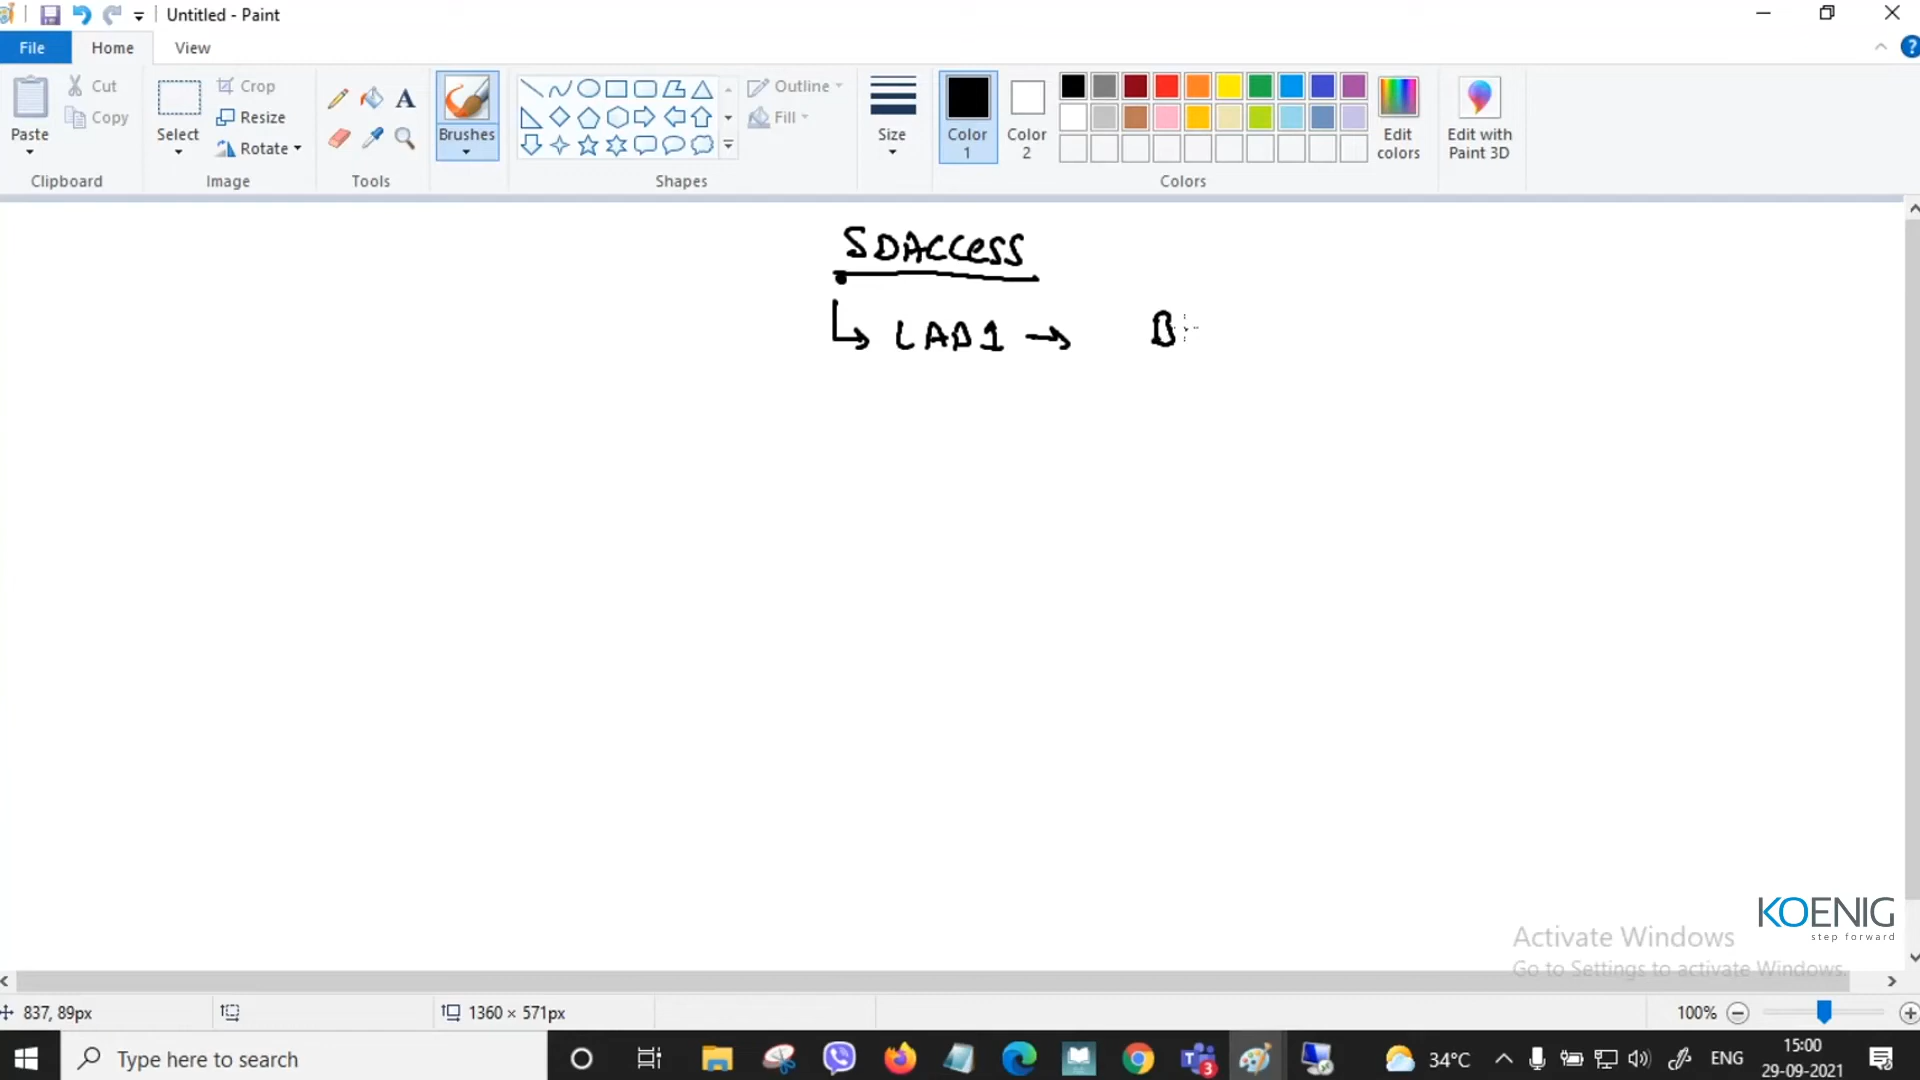 Untitled - Paint
File Home View
Cut
Copy
Paste
Clipboard
Crop
Resize
Rotate
Select
Image
Tools
Brushes
Outline
Fill
Shapes
Size
Color 1
Color 2
Edit colors
Colors
Edit with Paint 3D
SDAccess
LAB1 → B
KOENIG
step forward
Activate Windows
Go to Settings to activate Windows.
837, 89px
1360 × 571px
100%
Type here to search
3
34°C
ENG
15:00
29-09-2021